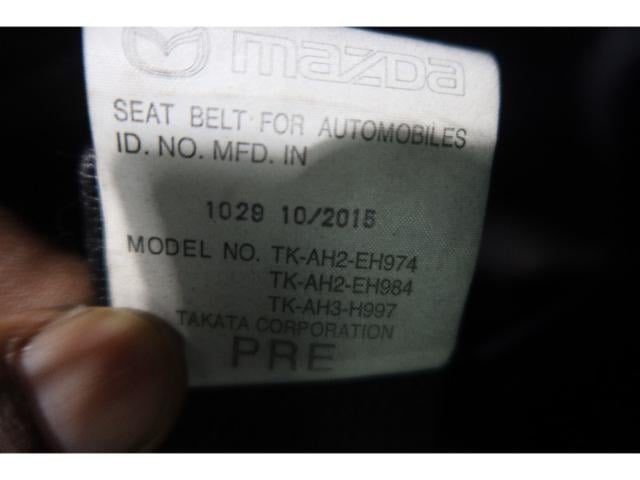 mazda
SEAT BELT FOR AUTOMOBILES
ID. NO. MFD. IN
1029 10/2015
MODEL NO. TK-AH2-EH974
TK-AH2-EH984
TK-AH3-H997
TAKATA CORPORATION
PRE